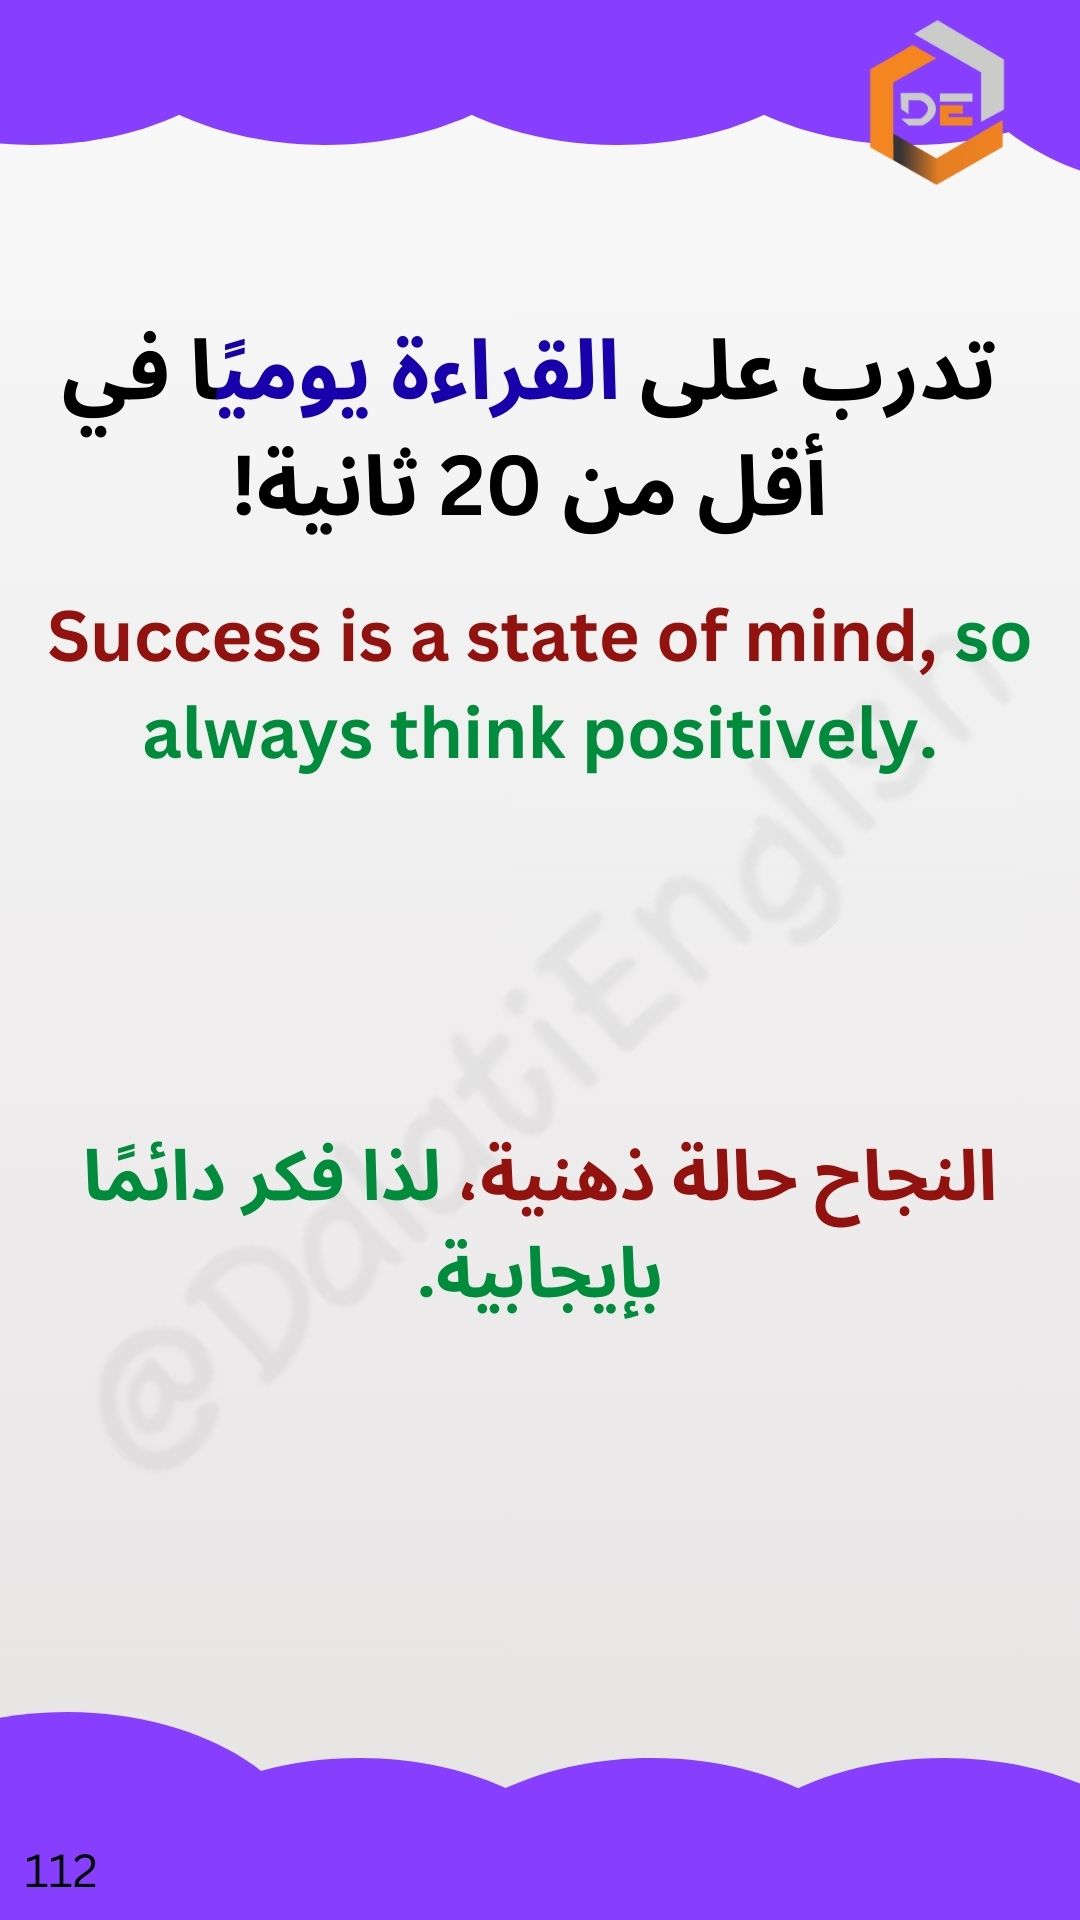 DE
تدرب على القراءة يوميًا في
أقل من 20 ثانية!
Success is a state of mind, so
always think positively.
@DalatiEnglish
النجاح حالة ذهنية، لذا فكر دائمًا
بإيجابية.
112